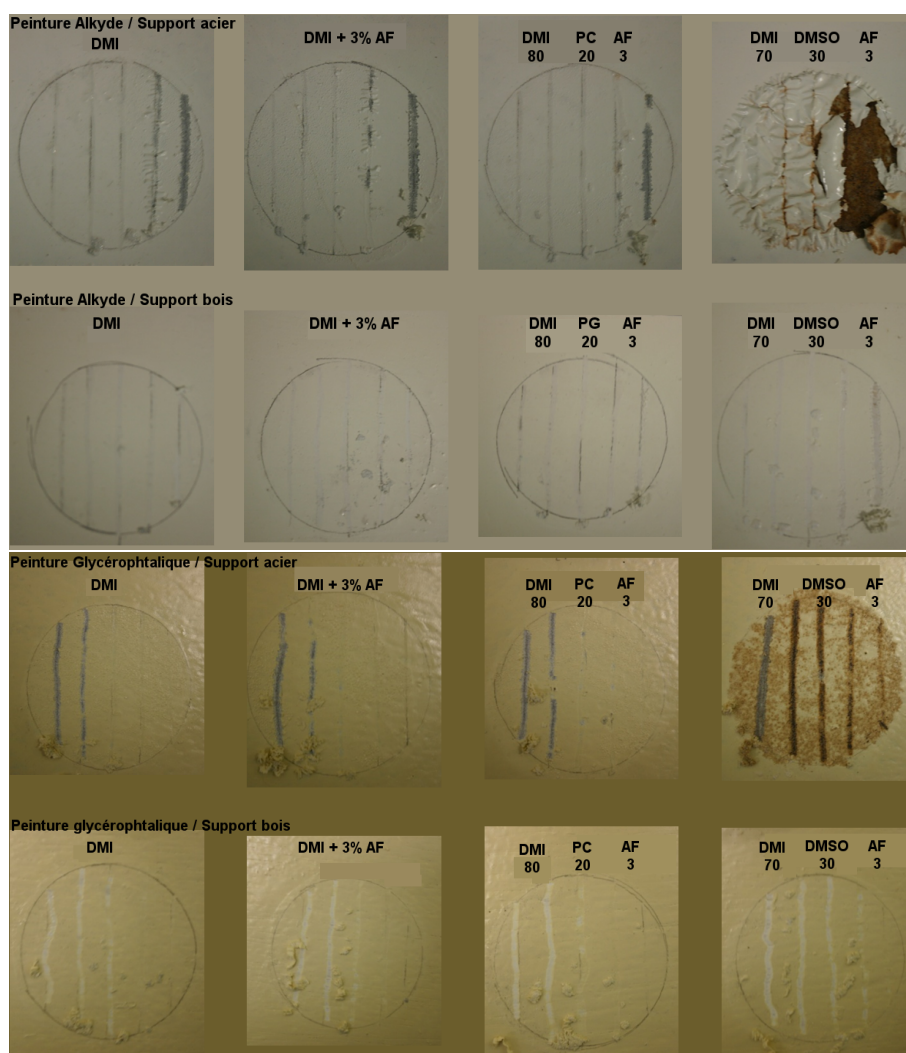 Peinture Alkyde / Support acier
DMI
DMI + 3% AF
DMI PC AF
80 20 3
DMI DMSO AF
70 30 3
Peinture Alkyde / Support bois
DMI
DMI + 3% AF
DMI PG AF
80 20 3
DMI DMSO AF
70 30 3
Peinture Glycérophtalique / Support acier
DMI
DMI + 3% AF
DMI PC AF
80 20 3
DMI DMSO AF
70 30 3
Peinture glycérophtalique / Support bois
DMI
DMI + 3% AF
DMI PC AF
80 20 3
DMI DMSO AF
70 30 3